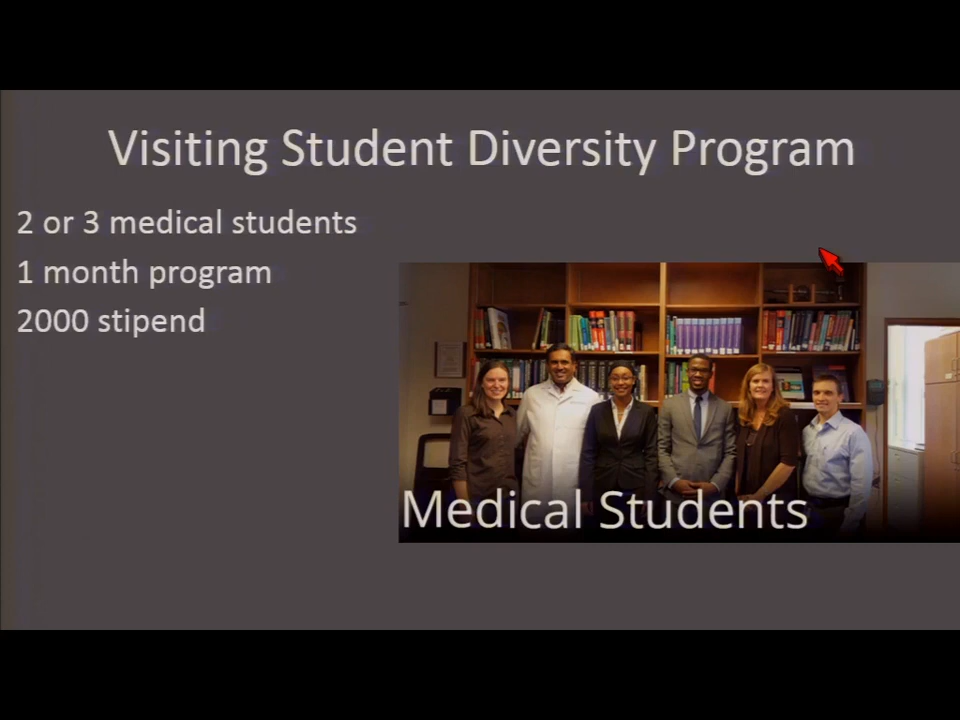 Visiting Student Diversity Program
2 or 3 medical students
1 month program
2000 stipend
Medical Students